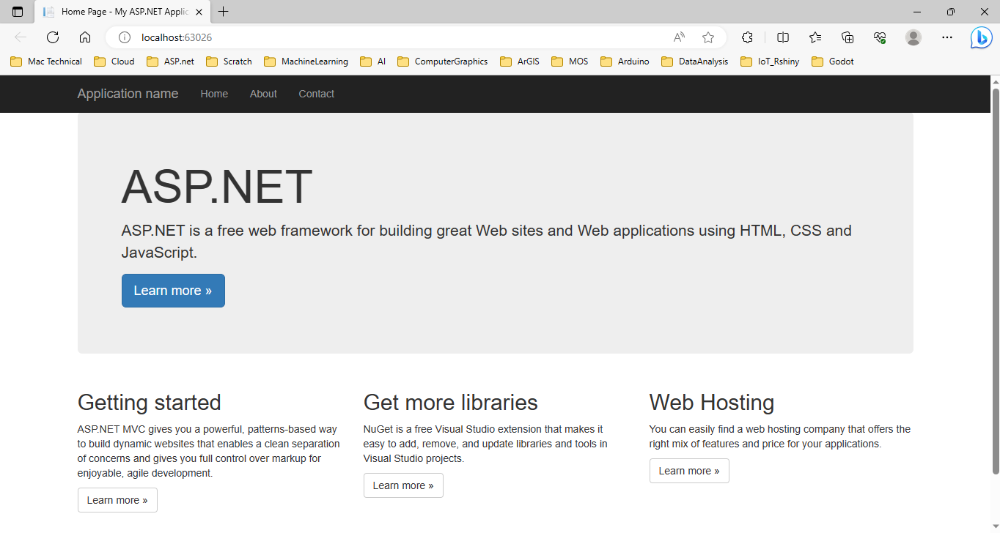 Home Page - My ASP.NET Applic
localhost:63026
Mac Technical Cloud ASP.net Scratch MachineLearning AI ComputerGraphics ArGIS MOS Arduino DataAnalysis IoT_Rshiny Godot
Application name Home About Contact
ASP.NET
ASP.NET is a free web framework for building great Web sites and Web applications using HTML, CSS and
JavaScript.
Learn more »
Getting started
ASP.NET MVC gives you a powerful, patterns-based way
to build dynamic websites that enables a clean separation
of concerns and gives you full control over markup for
enjoyable, agile development.
Learn more »
Get more libraries
NuGet is a free Visual Studio extension that makes it
easy to add, remove, and update libraries and tools in
Visual Studio projects.
Learn more »
Web Hosting
You can easily find a web hosting company that offers the
right mix of features and price for your applications.
Learn more »